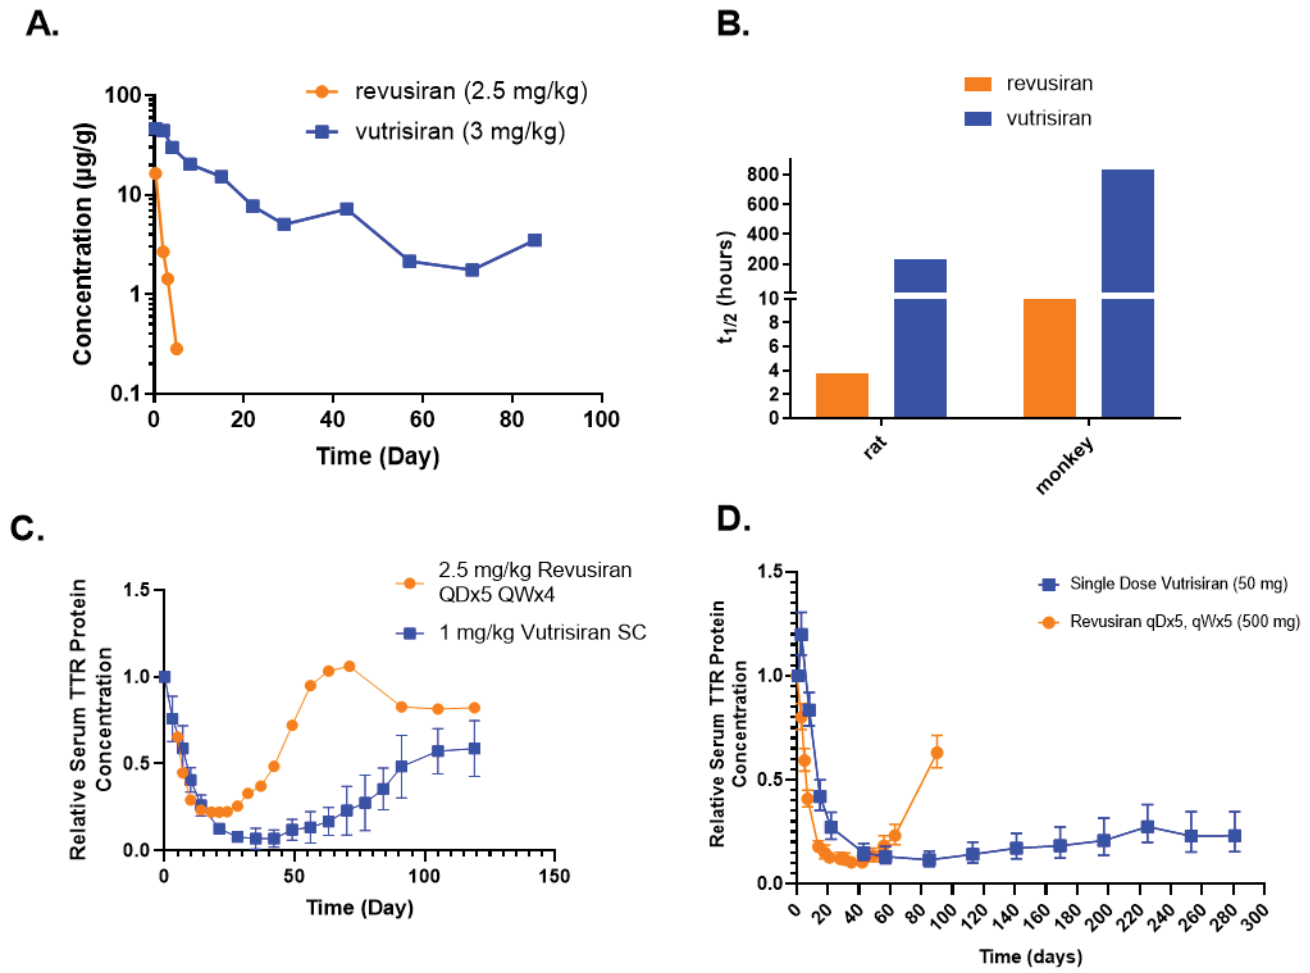 A.
revusiran (2.5 mg/kg)
vutrisiran (3 mg/kg)
Concentration (µg/g)
100
10
1
0.1
0
20
40
60
80
100
Time (Day)
B.
revusiran
vutrisiran
t1/2 (hours)
800
600
400
200
10
8
6
4
2
0
rat
monkey
C.
2.5 mg/kg Revusiran
QDx5 QWx4
1 mg/kg Vutrisiran SC
Relative Serum TTR Protein
Concentration
1.5
1.0
0.5
0.0
0
50
100
150
Time (Day)
D.
Single Dose Vutrisiran (50 mg)
Revusiran qDx5, qWx5 (500 mg)
Relative Serum TTR Protein
Concentration
1.5
1.0
0.5
0.0
0
20
40
60
80
100
120
140
160
180
200
220
240
260
280
300
Time (days)